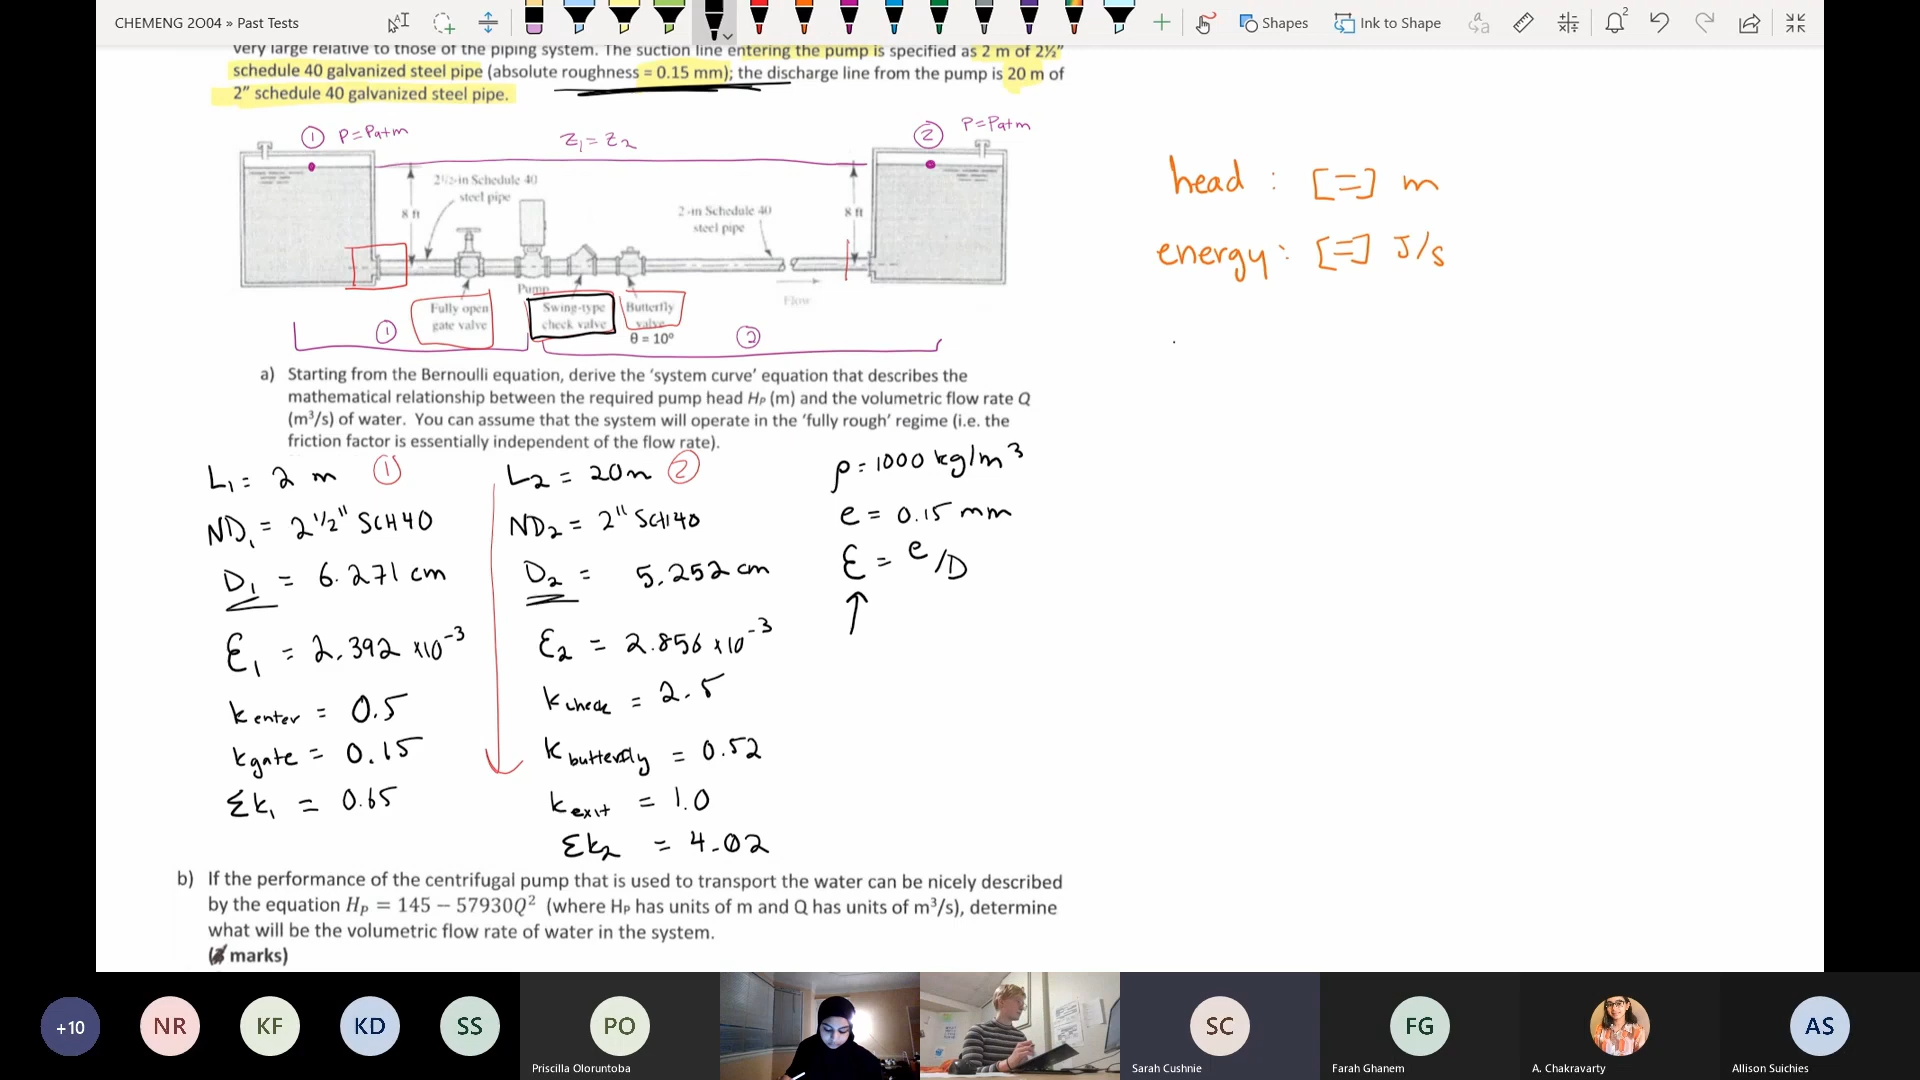 CHEMENG 2O04 » Past Tests
Shapes
Ink to Shape
2
very large relative to those of the piping system. The suction line entering the pump is specified as 2 m of 2½"
schedule 40 galvanized steel pipe (absolute roughness = 0.15 mm); the discharge line from the pump is 20 m of
2" schedule 40 galvanized steel pipe.
① P=Patm
Z₁ = Z₂
② P=Patm
2½-in Schedule 40
steel pipe
8 ft
2-in Schedule 40
steel pipe
8 ft
Pump
Fully open
gate valve
Swing-type
check valve
Butterfly
valve
θ = 10°
Flow
①
②
head : [=] m
energy: [=] J/s
a) Starting from the Bernoulli equation, derive the 'system curve' equation that describes the
mathematical relationship between the required pump head Hₚ (m) and the volumetric flow rate Q
(m³/s) of water. You can assume that the system will operate in the 'fully rough' regime (i.e. the
friction factor is essentially independent of the flow rate).
L₁ = 2 m ①
ND₁ = 2½" SCH40
D₁ = 6.271 cm
ε₁ = 2.392 ×10⁻³
k enter = 0.5
k gate = 0.15
Σk₁ = 0.65
L₂ = 20m ②
ND₂ = 2" SCH40
D₂ = 5.252 cm
ε₂ = 2.856 ×10⁻³
k check = 2.5
k butterfly = 0.52
k exit = 1.0
Σk₂ = 4.02
ρ = 1000 kg/m³
e = 0.15 mm
ε = e/D
b) If the performance of the centrifugal pump that is used to transport the water can be nicely described
by the equation Hₚ = 145 − 57930Q² (where Hₚ has units of m and Q has units of m³/s), determine
what will be the volumetric flow rate of water in the system.
marks)
+10
NR
KF
KD
SS
PO
Priscilla Oloruntoba
SC
Sarah Cushnie
FG
Farah Ghanem
A. Chakravarty
AS
Allison Suichies